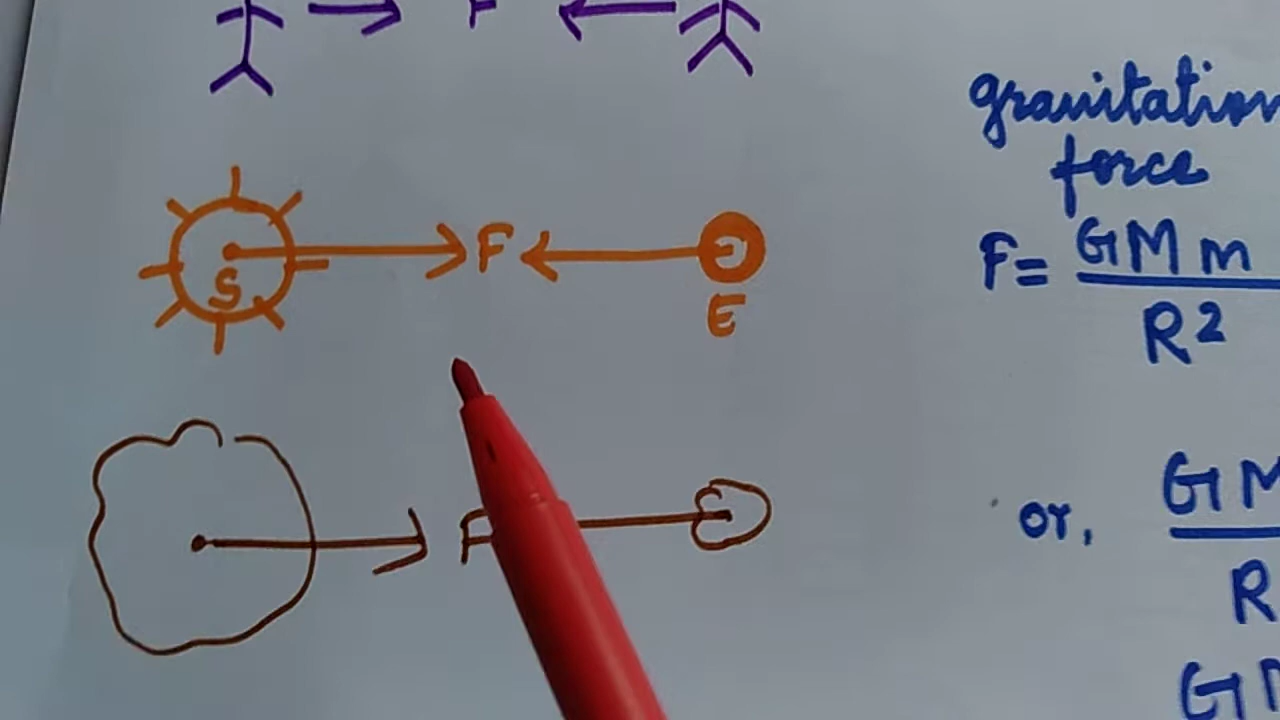 F
S
F
E
F
gravitation
force
F = GMm
R²
or, GM
R
G